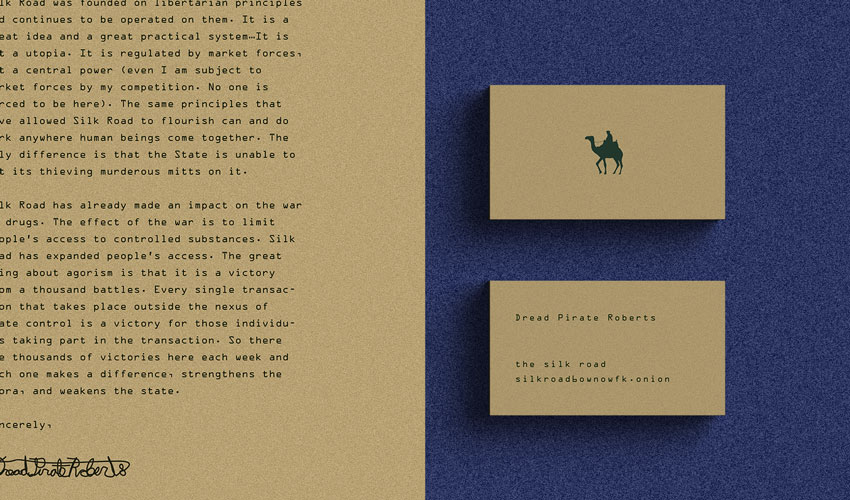 lk Road was founded on libertarian principles
d continues to be operated on them. It is a
eat idea and a great practical system…It is
t a utopia. It is regulated by market forces,
t a central power (even I am subject to
rket forces by my competition. No one is
rced to be here). The same principles that
ve allowed Silk Road to flourish can and do
rk anywhere human beings come together. The
ly difference is that the State is unable to
t its thieving murderous mitts on it.
lk Road has already made an impact on the war
drugs. The effect of the war is to limit
ople's access to controlled substances. Silk
ad has expanded people's access. The great
ing about agorism is that it is a victory
om a thousand battles. Every single transac-
on that takes place outside the nexus of
ate control is a victory for those individu-
s taking part in the transaction. So there
e thousands of victories here each week and
ch one makes a difference, strengthens the
ora, and weakens the state.
ncerely,
Dread Pirate Roberts
Dread Pirate Roberts
the silk road
silkroad6ownowfk.onion